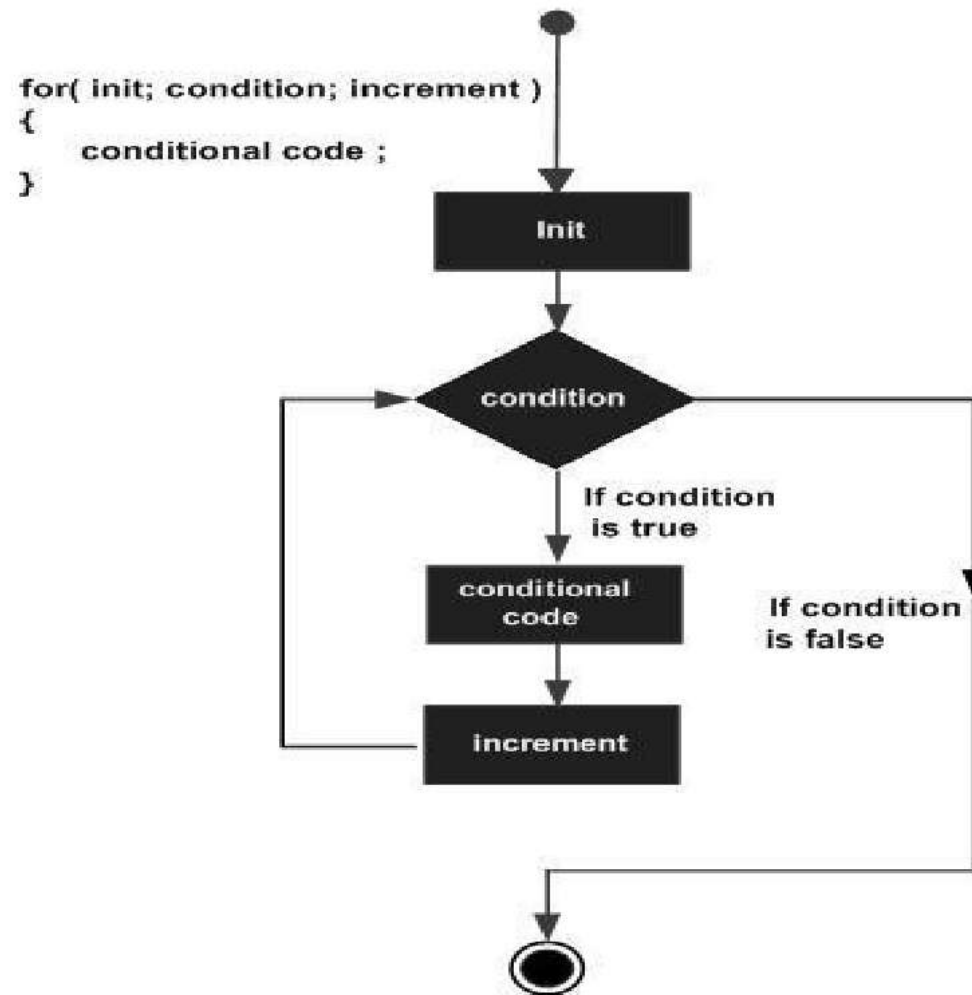 for( init; condition; increment )
{
conditional code ;
}
Init
condition
If condition
is true
conditional
code
If condition
is false
increment